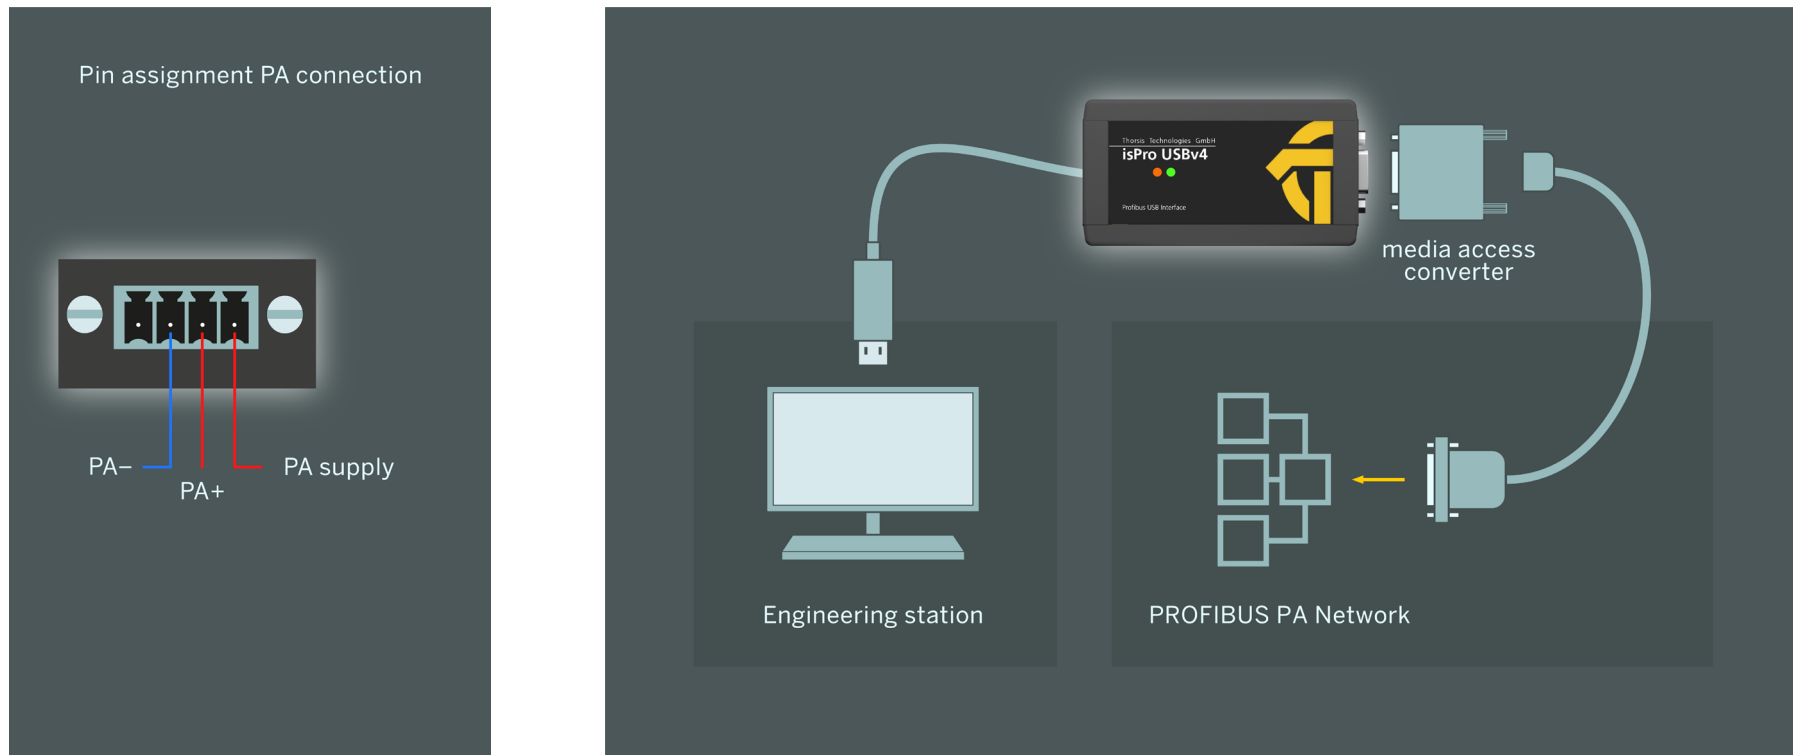 Pin assignment PA connection
PA–
PA+
PA supply
Thorsis Technologies GmbH
isPro USBv4
Profibus USB Interface
media access
converter
Engineering station
PROFIBUS PA Network